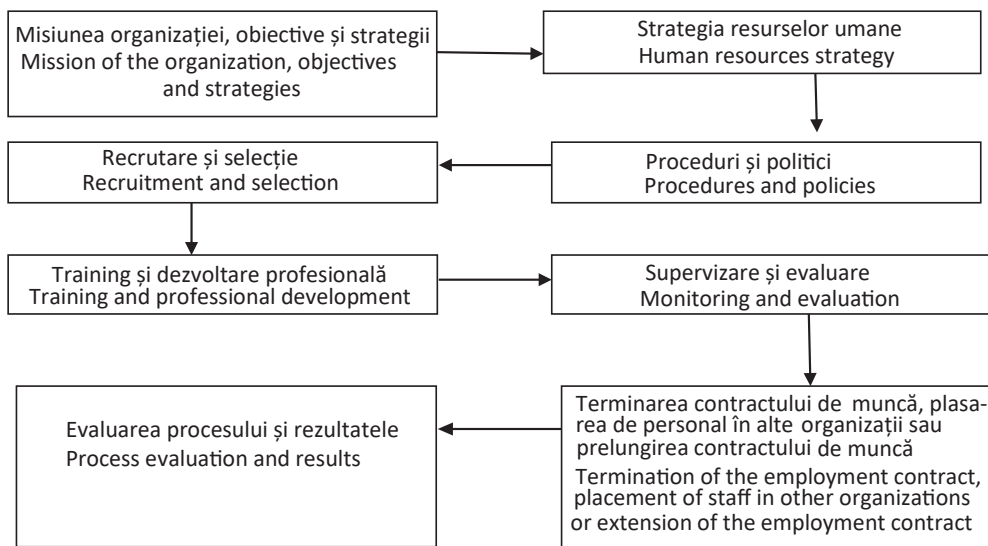 Misiunea organizației, obiective și strategii
Mission of the organization, objectives
and strategies
Strategia resurselor umane
Human resources strategy
Recrutare și selecție
Recruitment and selection
Proceduri și politici
Procedures and policies
Training și dezvoltare profesională
Training and professional development
Supervizare și evaluare
Monitoring and evaluation
Evaluarea procesului și rezultatele
Process evaluation and results
Terminarea contractului de muncă, plasa-
rea de personal în alte organizații sau
prelungirea contractului de muncă
Termination of the employment contract,
placement of staff in other organizations
or extension of the employment contract